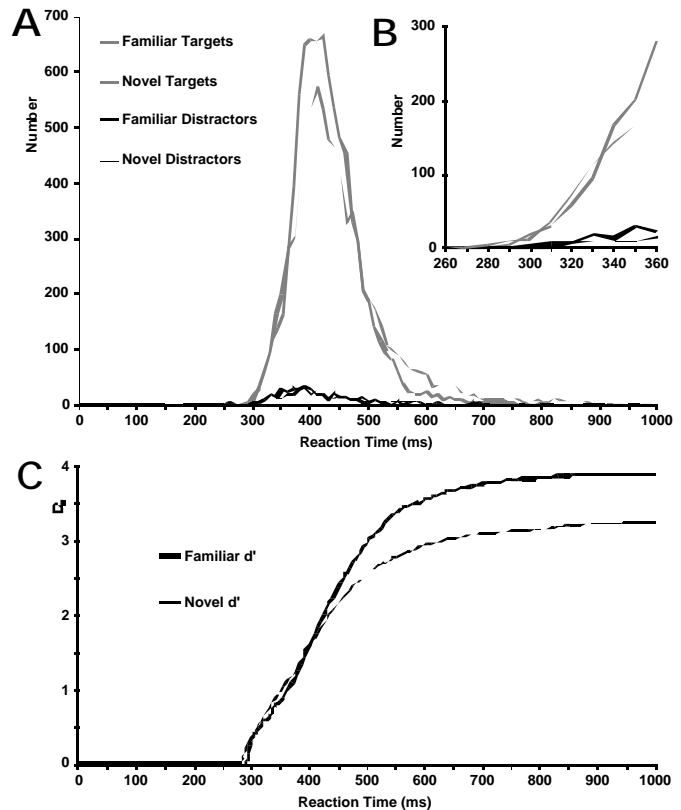 A
700
600
500
400
300
200
100
0
Number
Familiar Targets
Novel Targets
Familiar Distractors
Novel Distractors
0 100 200 300 400 500 600 700 800 900 1000
Reaction Time (ms)
B
300
200
100
0
Number
260 280 300 320 340 360
C
4
3
2
1
0
Familiar d'
Novel d'
0 100 200 300 400 500 600 700 800 900 1000
Reaction Time (ms)